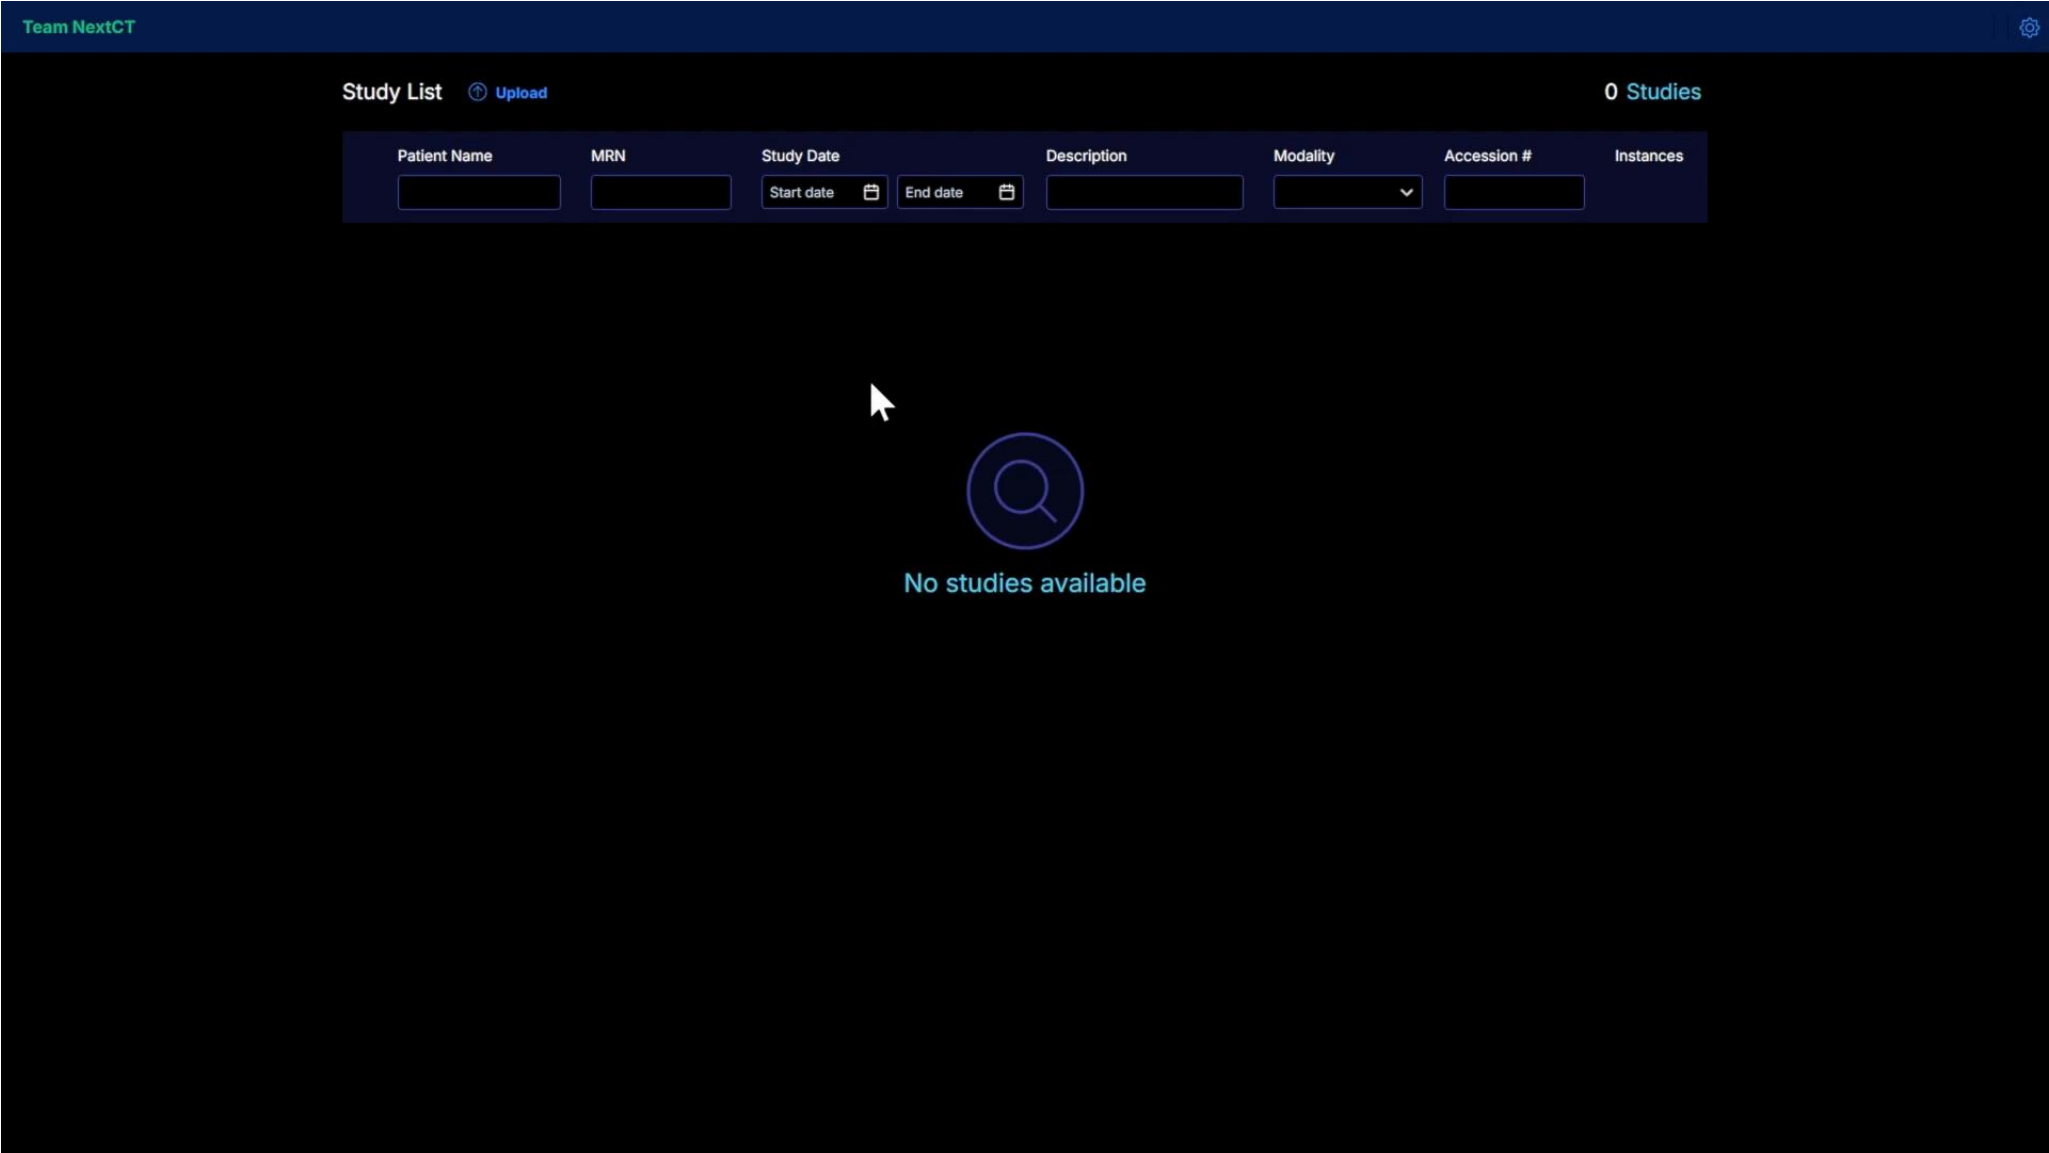 Team NextCT
Study List Upload 0 Studies
Patient Name MRN Study Date Description Modality Accession # Instances
Start date End date
No studies available